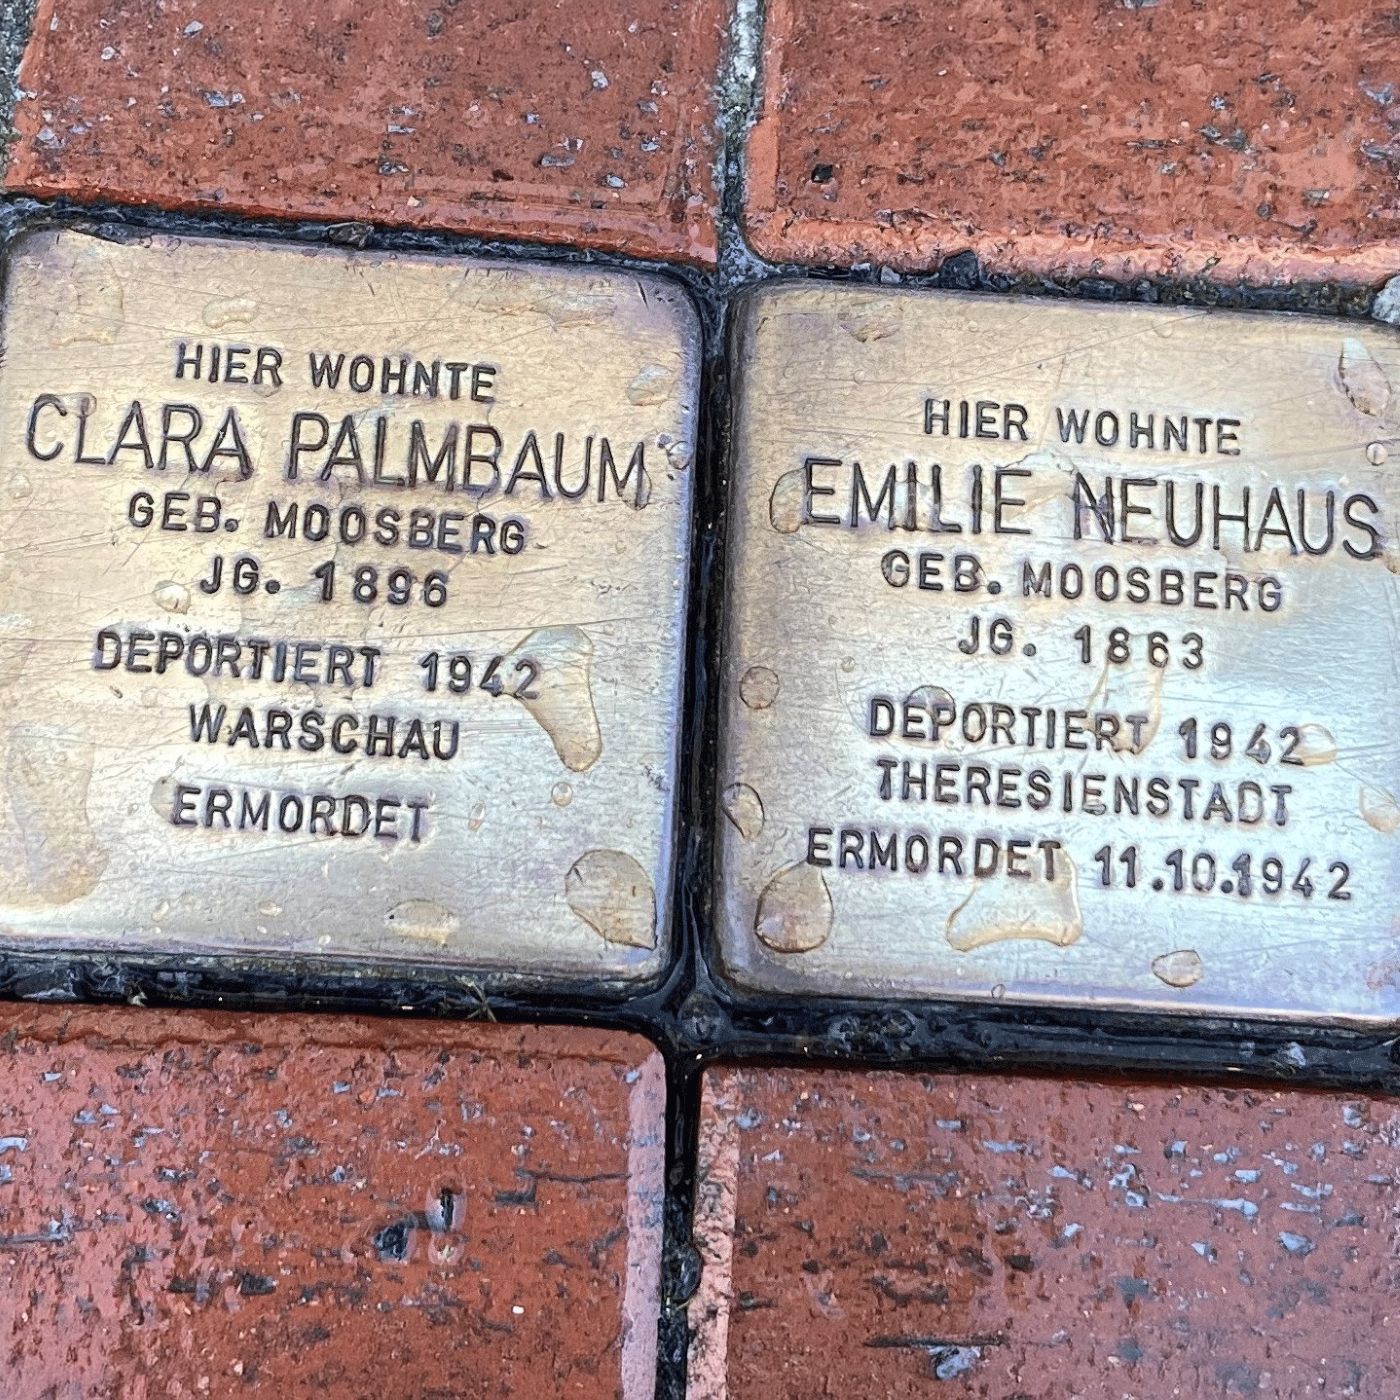 HIER WOHNTE
CLARA PALMBAUM
GEB. MOOSBERG
JG. 1896
DEPORTIERT 1942
WARSCHAU
ERMORDET
HIER WOHNTE
EMILIE NEUHAUS
GEB. MOOSBERG
JG. 1863
DEPORTIERT 1942
THERESIENSTADT
ERMORDET 11.10.1942